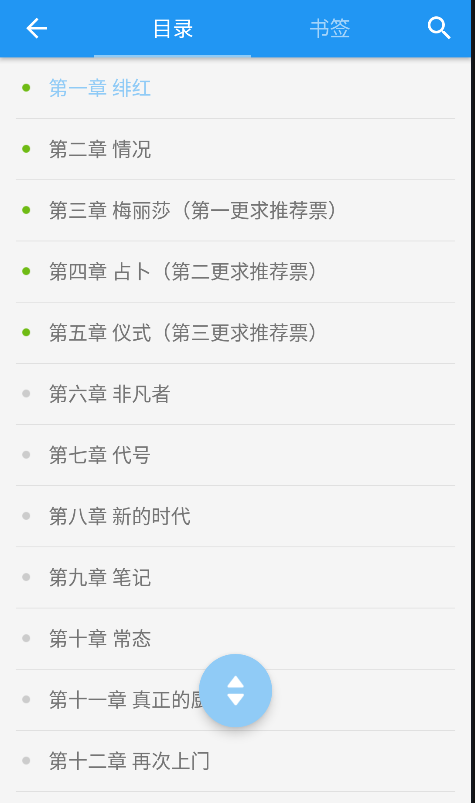 目录
书签
第一章 绯红
第二章 情况
第三章 梅丽莎（第一更求推荐票）
第四章 占卜（第二更求推荐票）
第五章 仪式（第三更求推荐票）
第六章 非凡者
第七章 代号
第八章 新的时代
第九章 笔记
第十章 常态
第十一章 真正的
第十二章 再次上门